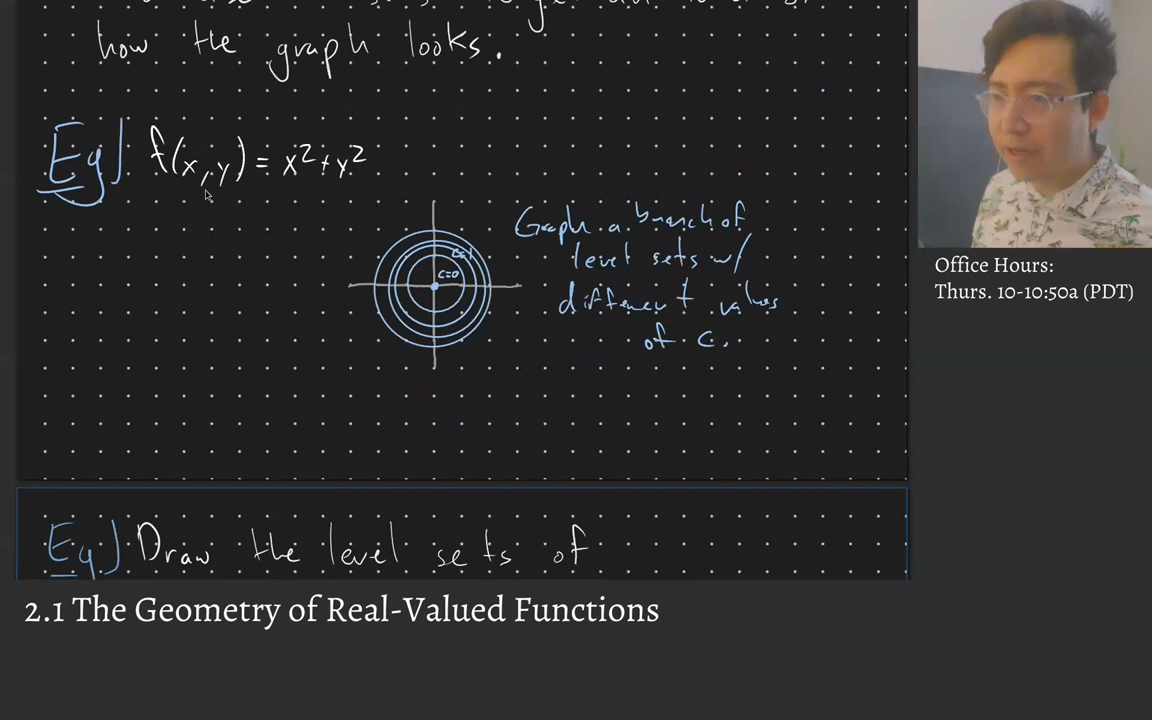 how the graph looks.
Eg) f(x,y) = x²+y²
Graph a branch of
level sets w/
different values
of c.
c=1
c=0
Eg) Draw the level sets of
2.1 The Geometry of Real-Valued Functions
Office Hours:
Thurs. 10-10:50a (PDT)